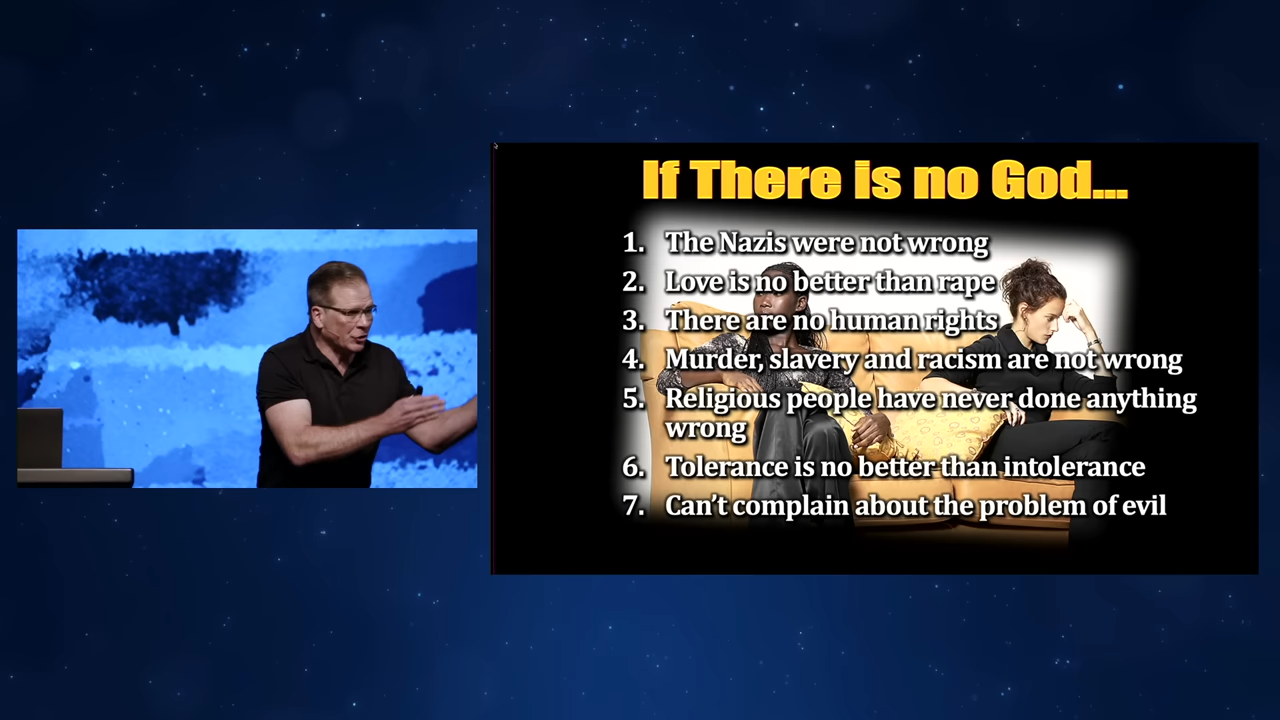 If There is no God...
1. The Nazis were not wrong
2. Love is no better than rape
3. There are no human rights
4. Murder, slavery and racism are not wrong
5. Religious people have never done anything
wrong
6. Tolerance is no better than intolerance
7. Can’t complain about the problem of evil